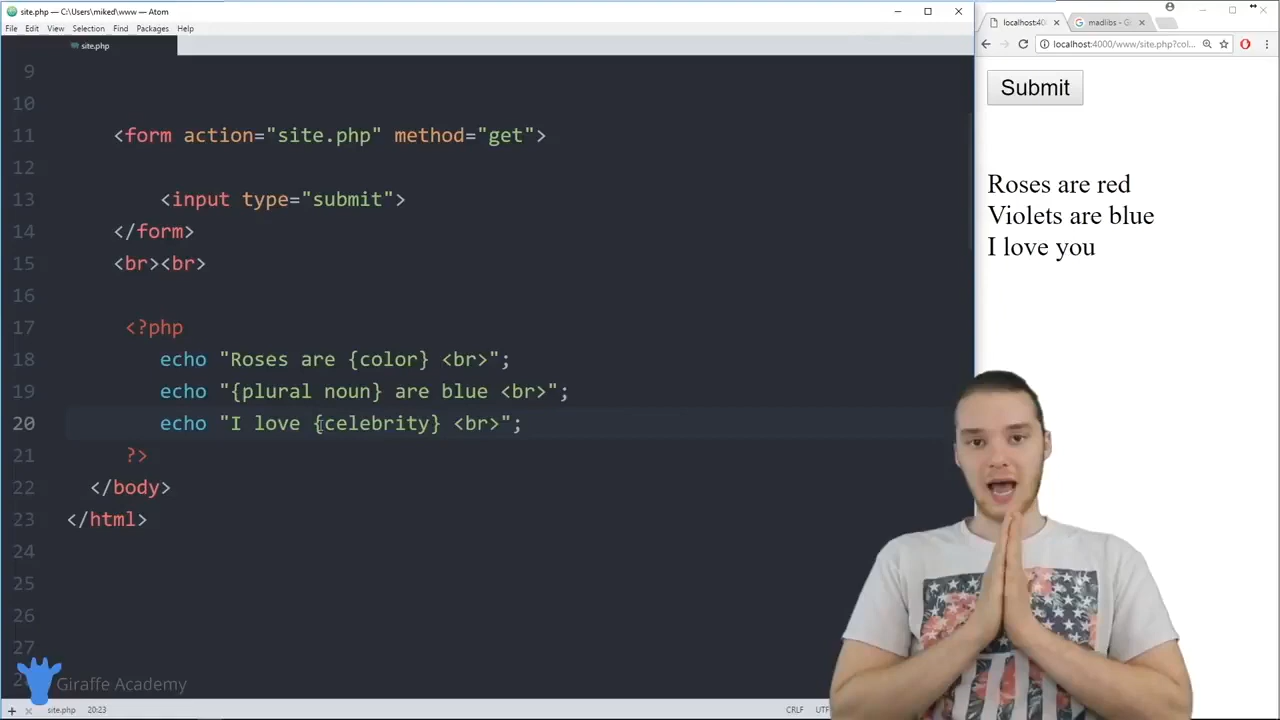 site.php — C:\Users\miked\www — Atom
File Edit View Selection Find Packages Help
site.php
9
10
11 <form action="site.php" method="get">
12
13 <input type="submit">
14 </form>
15 <br><br>
16
17 <?php
18 echo "Roses are {color} <br>";
19 echo "{plural noun} are blue <br>";
20 echo "I love {celebrity} <br>";
21 ?>
22 </body>
23 </html>
24
25
26
27
Giraffe Academy
site.php 20:23 CRLF UTF
localhost:40 madlibs - G
localhost:4000/www/site.php?col...
Submit
Roses are red
Violets are blue
I love you